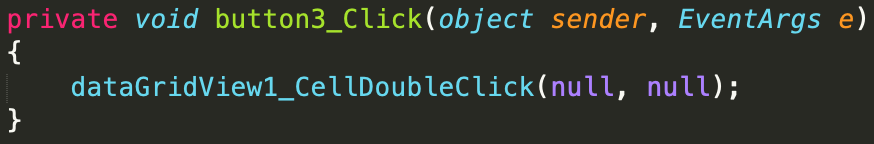 private void button3_Click(object sender, EventArgs e)
{
    dataGridView1_CellDoubleClick(null, null);
}